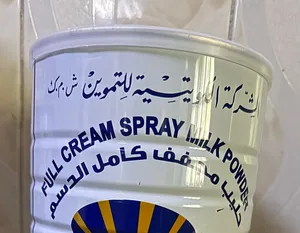 الشركة الكويتية للتموين ش.م.ك
FULL CREAM SPRAY MILK POWDER
حليب مجفف كامل الدسم